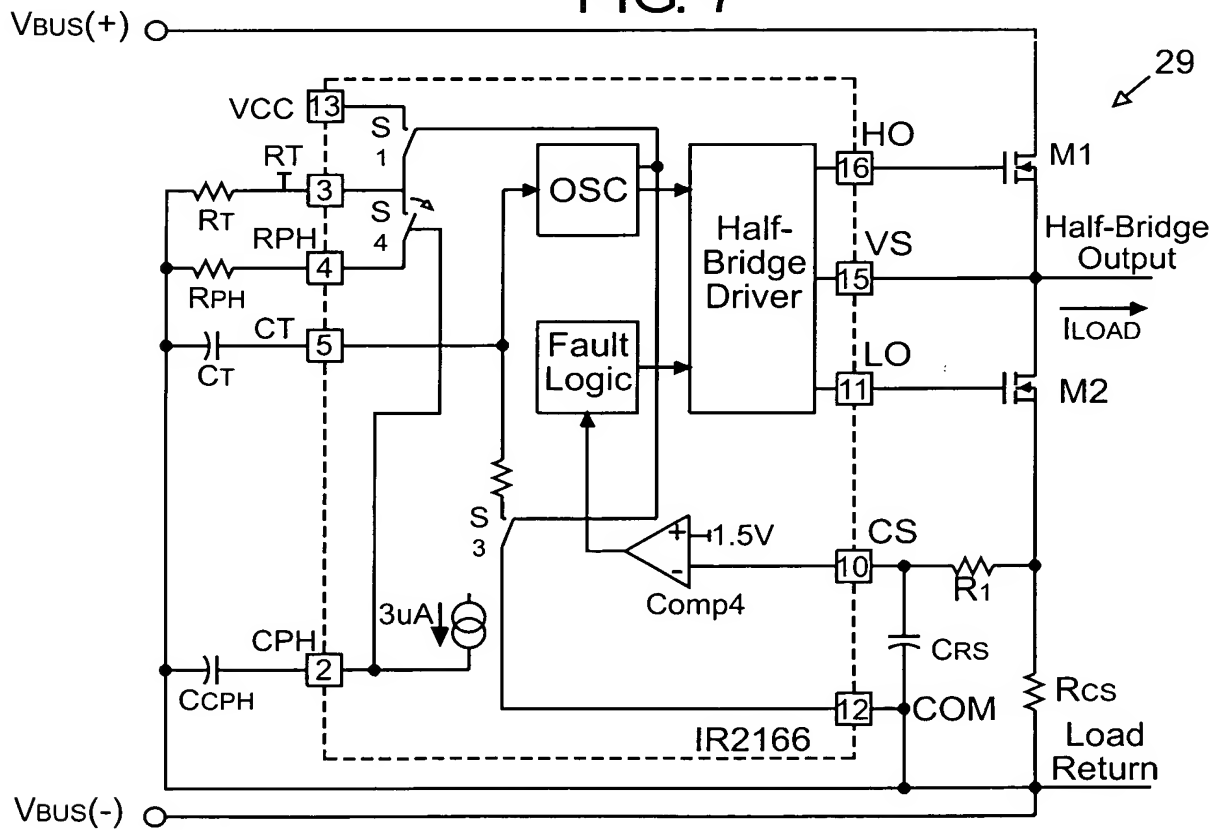 FIG. 7
VBUS(+)
29
VCC
13
S
1
HO
16
M1
RT
3
RT
OSC
S
4
RPH
4
RPH
Half-
Bridge
Driver
VS
15
Half-Bridge
Output
ILOAD
CT
5
CT
Fault
Logic
LO
11
M2
S
3
+
-
1.5V
Comp4
CS
10
R1
3uA
CPH
2
CCPH
CRS
RCS
12
COM
IR2166
Load
Return
VBUS(-)